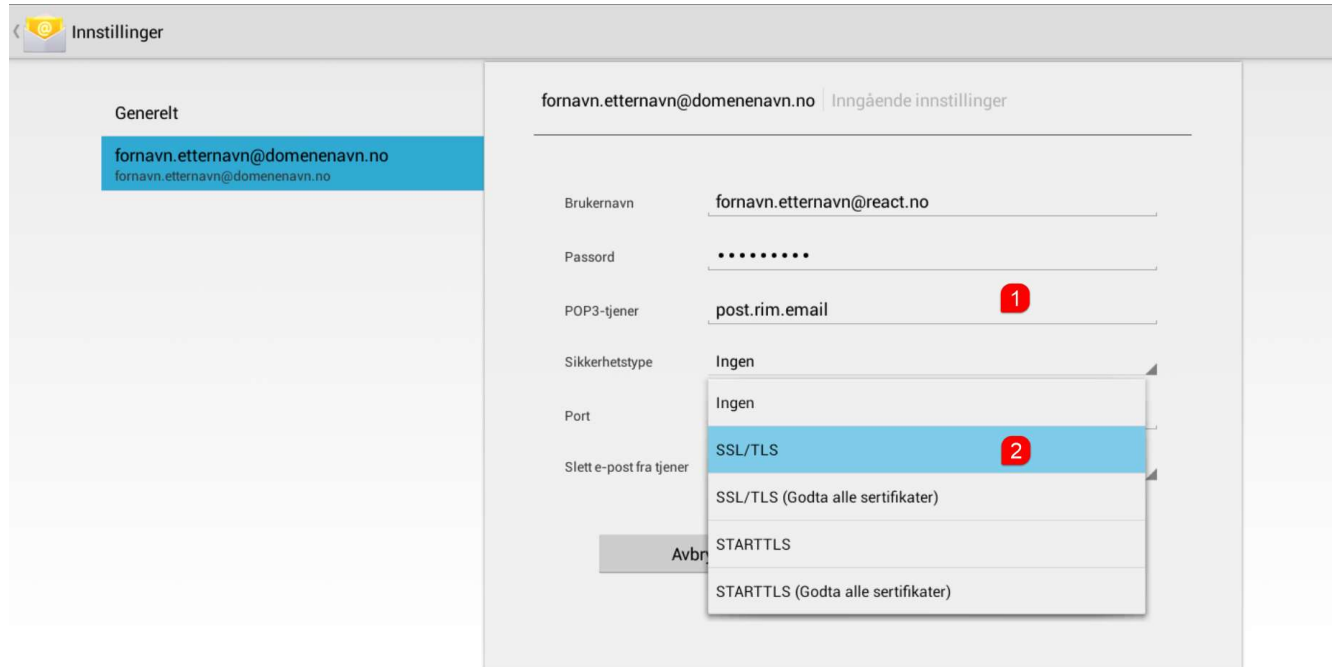 Innstillinger
Generelt
fornavn.etternavn@domenenavn.no
fornavn.etternavn@domenenavn.no
fornavn.etternavn@domenenavn.no Inngående innstillinger
Brukernavn fornavn.etternavn@react.no
Passord •••••••••
POP3-tjener post.rim.email 1
Sikkerhetstype Ingen
Port
Slett e-post fra tjener
Ingen
SSL/TLS 2
SSL/TLS (Godta alle sertifikater)
STARTTLS
STARTTLS (Godta alle sertifikater)